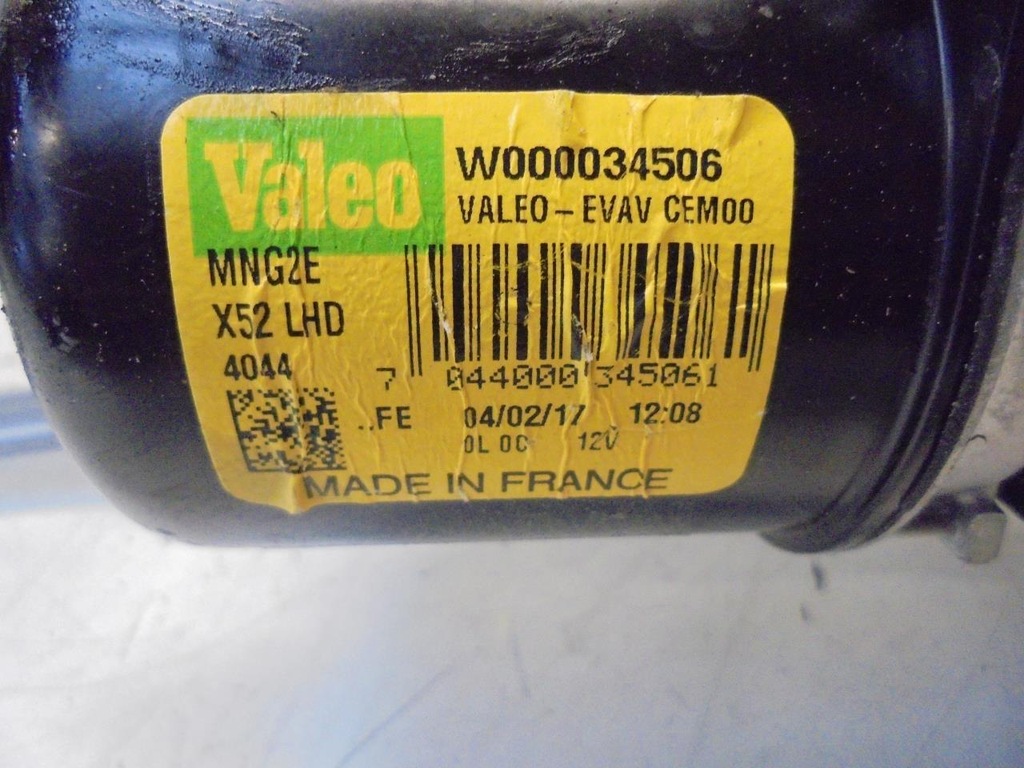 Valeo
W000034506
VALEO - EVAV CEM00
MNG2E
X52 LHD
4044
7 044000 345061
..FE 04/02/17 12:08
0L 00 12V
MADE IN FRANCE